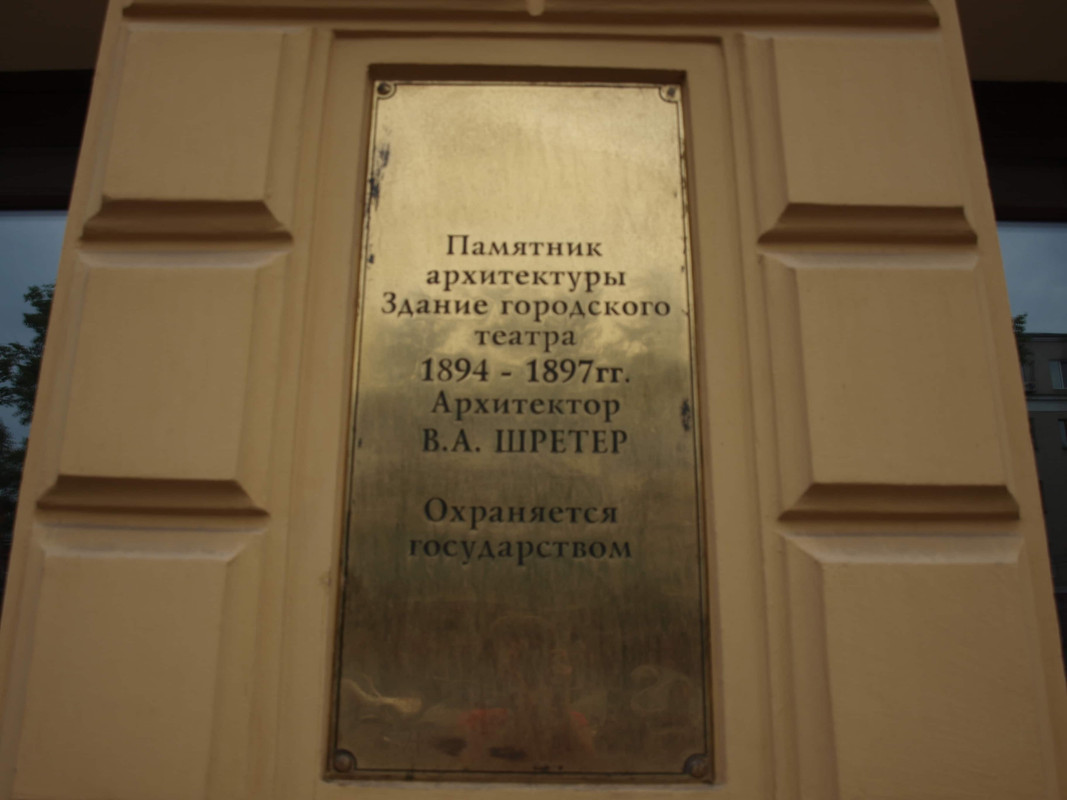 Памятник
архитектуры
Здание городского
театра
1894 - 1897гг.
Архитектор
В.А. ШРЕТЕР
Охраняется
государством